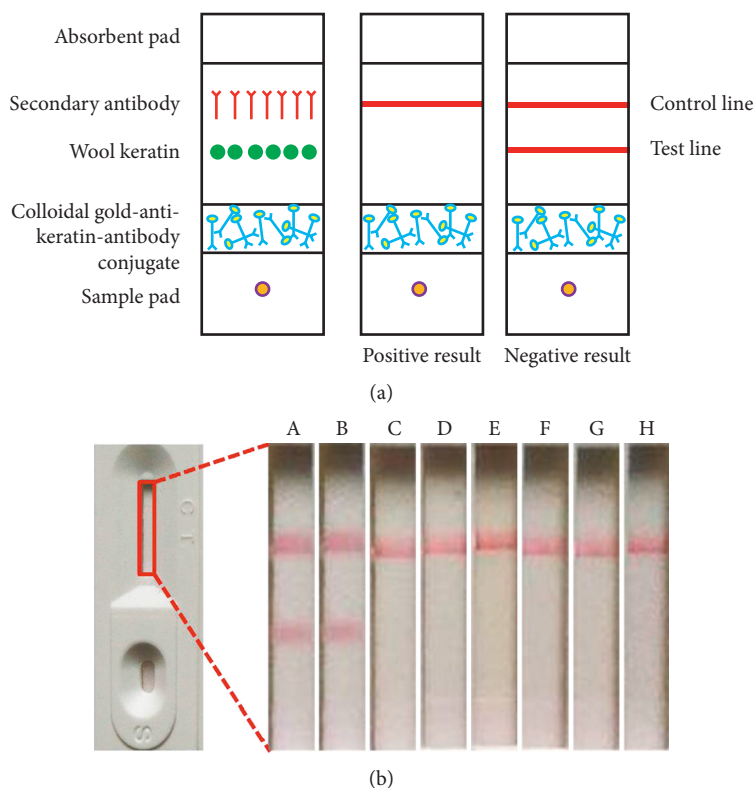 Absorbent pad
Secondary antibody
Control line
Wool keratin
Test line
Colloidal gold-anti-
keratin-antibody
conjugate
Sample pad
Positive result Negative result
(a)
A B C D E F G H
C T
S
(b)